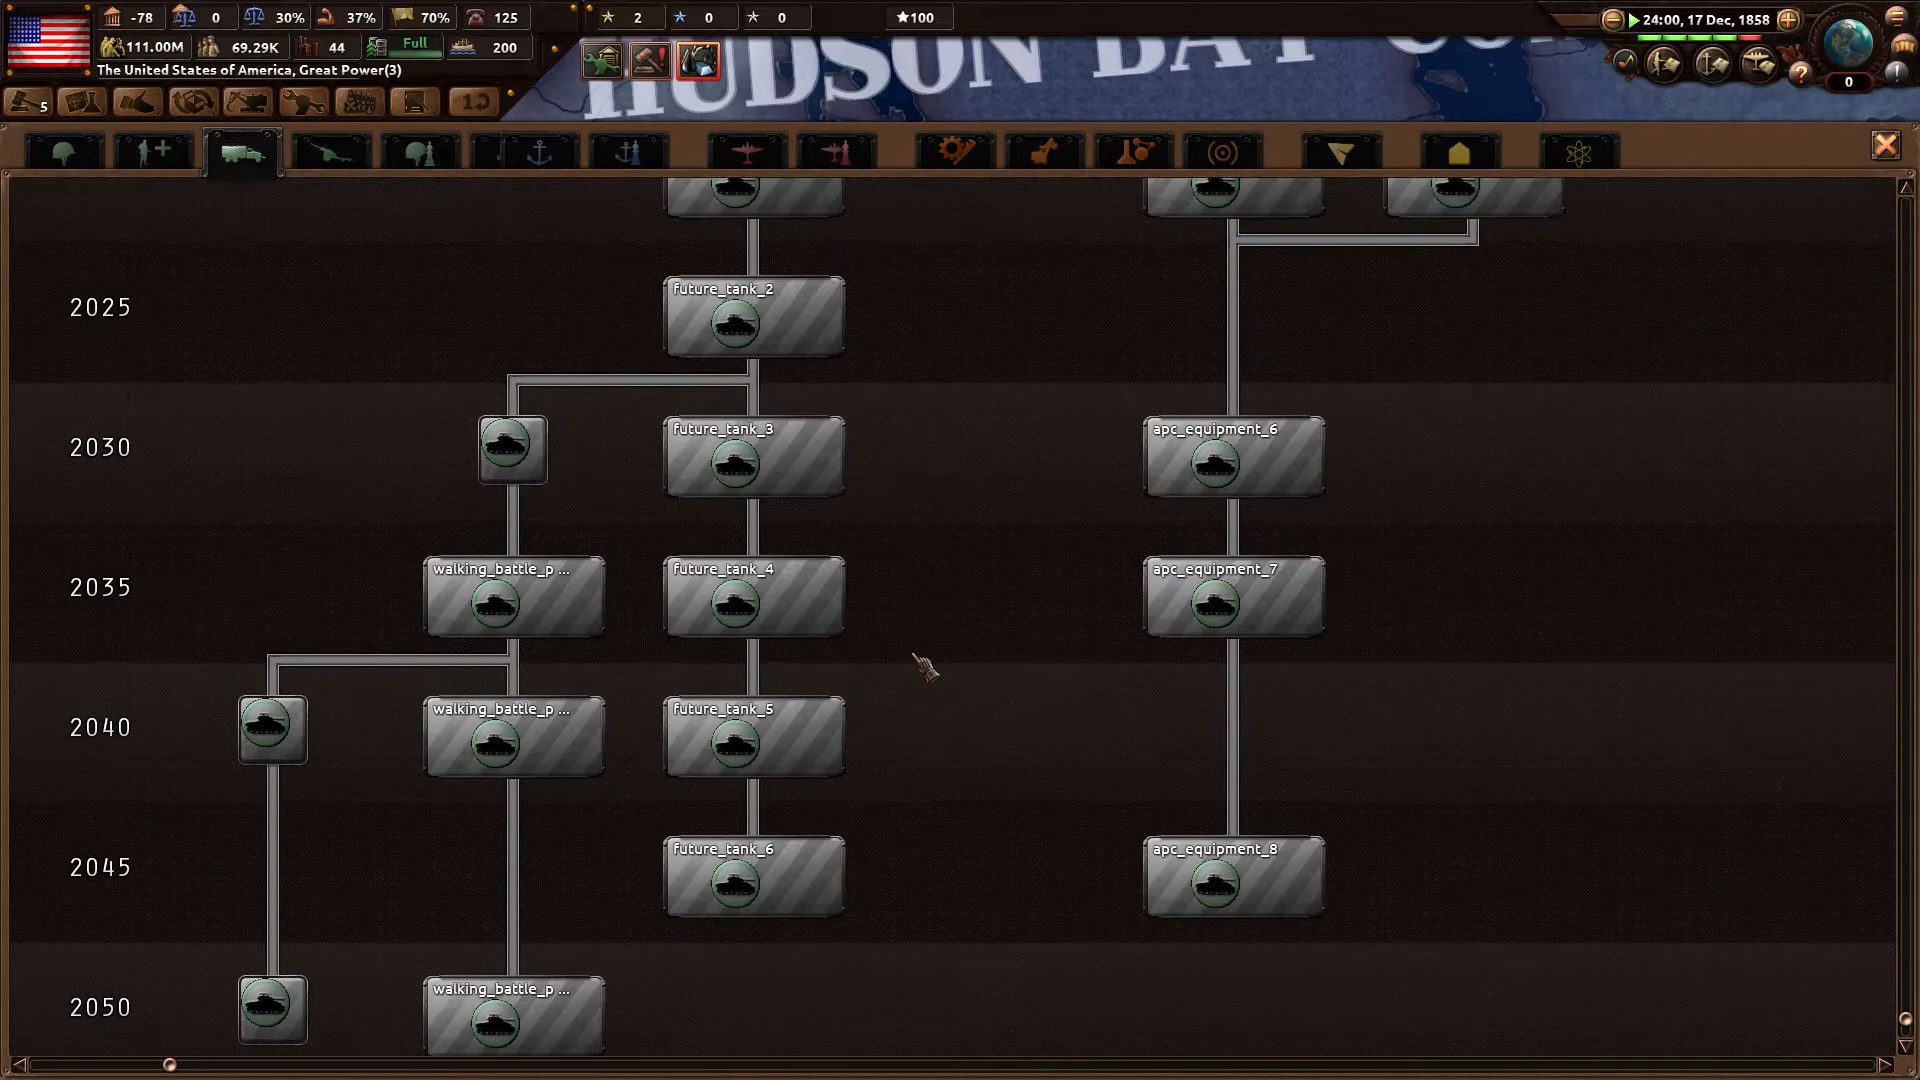 -78 0 30% 37% 70% 125 2 0 0 100 24:00, 17 Dec, 1858
111.00M 69.29K 44 Full 200
The United States of America, Great Power(3)
0
5
HUDSON BAY
2025
future_tank_2
2030
future_tank_3
apc_equipment_6
2035
walking_battle_p ...
future_tank_4
apc_equipment_7
2040
walking_battle_p ...
future_tank_5
2045
future_tank_6
apc_equipment_8
2050
walking_battle_p ...